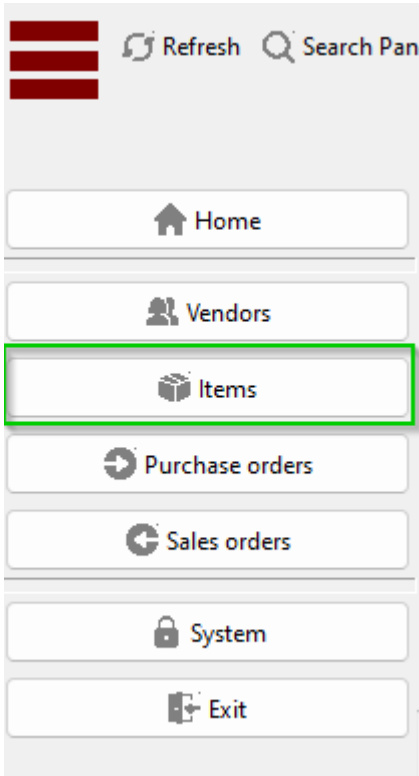 Refresh Search Pan
Home
Vendors
Items
Purchase orders
Sales orders
System
Exit